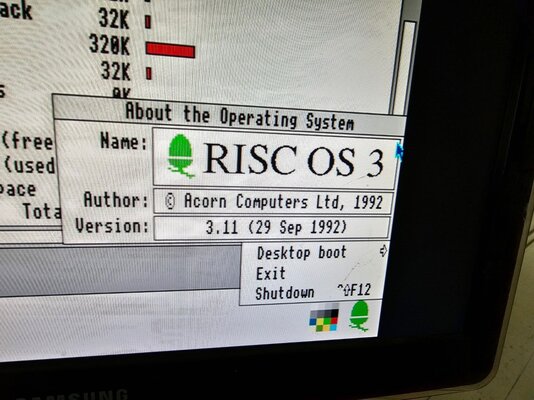 ack
32K
320K
32K
0K
(free
(used
pace
Tota
About the Operating System
Name: RISC OS 3
Author: © Acorn Computers Ltd, 1992
Version: 3.11 (29 Sep 1992)
Desktop boot
Exit
Shutdown ^⇧F12
SAMSUNG